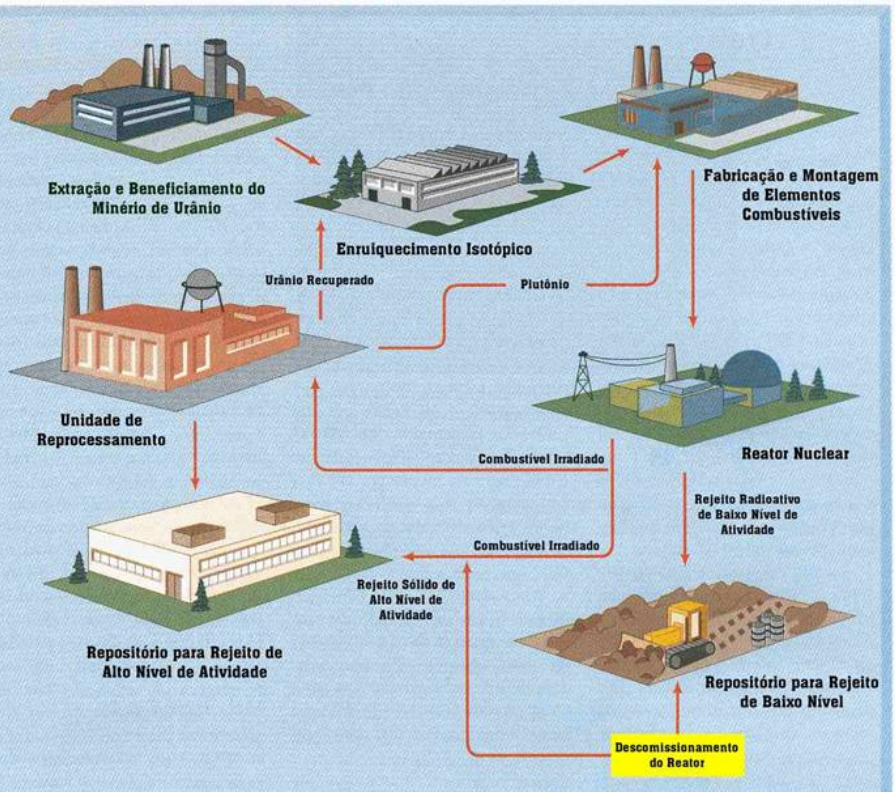 Extração e Beneficiamento do
Minério de Urânio
Enruiquecimento Isotópico
Fabricação e Montagem
de Elementos
Combustíveis
Urânio Recuperado
Plutônio
Unidade de
Reprocessamento
Reator Nuclear
Combustível Irradiado
Rejeito Radioativo
de Baixo Nível de
Atividade
Combustível Irradiado
Rejeito Sólido de
Alto Nível de
Atividade
Repositório para Rejeito de
Alto Nível de Atividade
Repositório para Rejeito
de Baixo Nível
Descomissionamento
do Reator